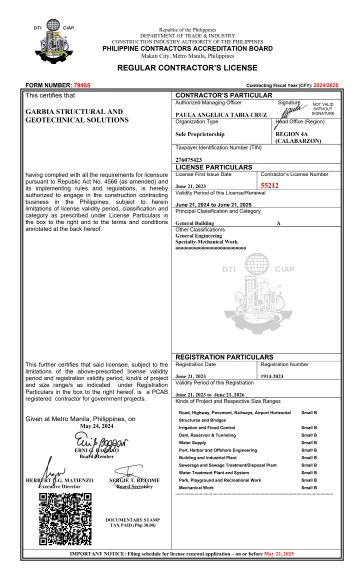 DTI
CIAP
Republic of the Philippines
DEPARTMENT OF TRADE & INDUSTRY
CONSTRUCTION INDUSTRY AUTHORITY OF THE PHILIPPINES
PHILIPPINE CONTRACTORS ACCREDITATION BOARD
Makati City, Metro Manila, Philippines
REGULAR CONTRACTOR'S LICENSE
FORM NUMBER: 79485
Contracting Fiscal Year (CFY): 2024/2025
This certifies that
GARBIA STRUCTURAL AND
GEOTECHNICAL SOLUTIONS
having complied with all the requirements for licensure
pursuant to Republic Act No. 4566 (as amended) and
its implementing rules and regulations, is hereby
authorized to engage in the construction contracting
business in the Philippines, subject to herein
limitations of license validity period, classification and
category as prescribed under License Particulars in
the box to the right and to the terms and conditions
annotated at the back hereof.
This further certifies that said licensee, subject to the
limitations of the above-prescribed license validity
period and registration validity period, kind/s of project
and size range/s as indicated under Registration
Particulars in the box to the right hereof, is a PCAB
registered contractor for government projects.
Given at Metro Manila, Philippines, on
May 24, 2024
Board Member
HERBERT D.G. MATIENZO
Executive Director
Board Secretary
DOCUMENTARY STAMP
TAX PAID (Php 30.00)
CONTRACTOR'S PARTICULAR
Authorized Managing Officer
Signature
NOT VALID
WITHOUT
SIGNATURE
PAULA ANGELICA TABIA CRUZ
Organization Type
Head Office (Region)
Sole Proprietorship
REGION 4A
(CALABARZON)
Taxpayer Identification Number (TIN)
276075423
LICENSE PARTICULARS
License First Issue Date
Contractor's License Number
June 21, 2023
55212
Validity Period of this License/Renewal
June 21, 2024 to June 21, 2025
Principal Classification and Category
General Building
A
Other Classifications
General Engineering
Specialty-Mechanical Work
DTI
CIAP
REGISTRATION PARTICULARS
Registration Date
Registration Number
June 21, 2023
1914-2023
Validity Period of this Registration
June 21, 2023 to June 21, 2026
Kinds of Project and Respective Size Ranges
Road, Highway, Pavement, Railways, Airport Horizontal Small B
Structures and Bridges
Irrigation and Flood Control Small B
Dam, Reservoir & Tunneling Small B
Water Supply Small B
Port, Harbor and Offshore Engineering Small B
Building and Industrial Plant Small B
Sewerage and Sewage Treatment/Disposal Plant Small B
Water Treatment Plant and System Small B
Park, Playground and Recreational Work Small B
Mechanical Work Small B
IMPORTANT NOTICE: Filing schedule for license renewal application – on or before May 22, 2025